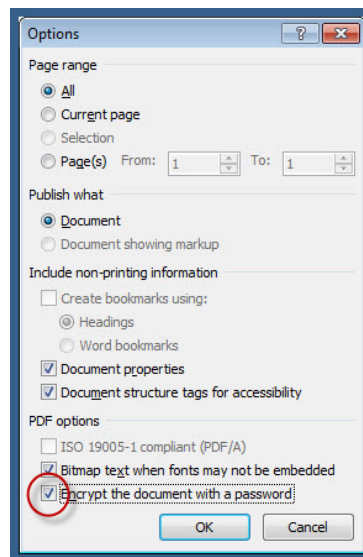 Options
Page range
All
Current page
Selection
Page(s) From: 1 To: 1
Publish what
Document
Document showing markup
Include non-printing information
Create bookmarks using:
Headings
Word bookmarks
Document properties
Document structure tags for accessibility
PDF options
ISO 19005-1 compliant (PDF/A)
Bitmap text when fonts may not be embedded
Encrypt the document with a password
OK Cancel